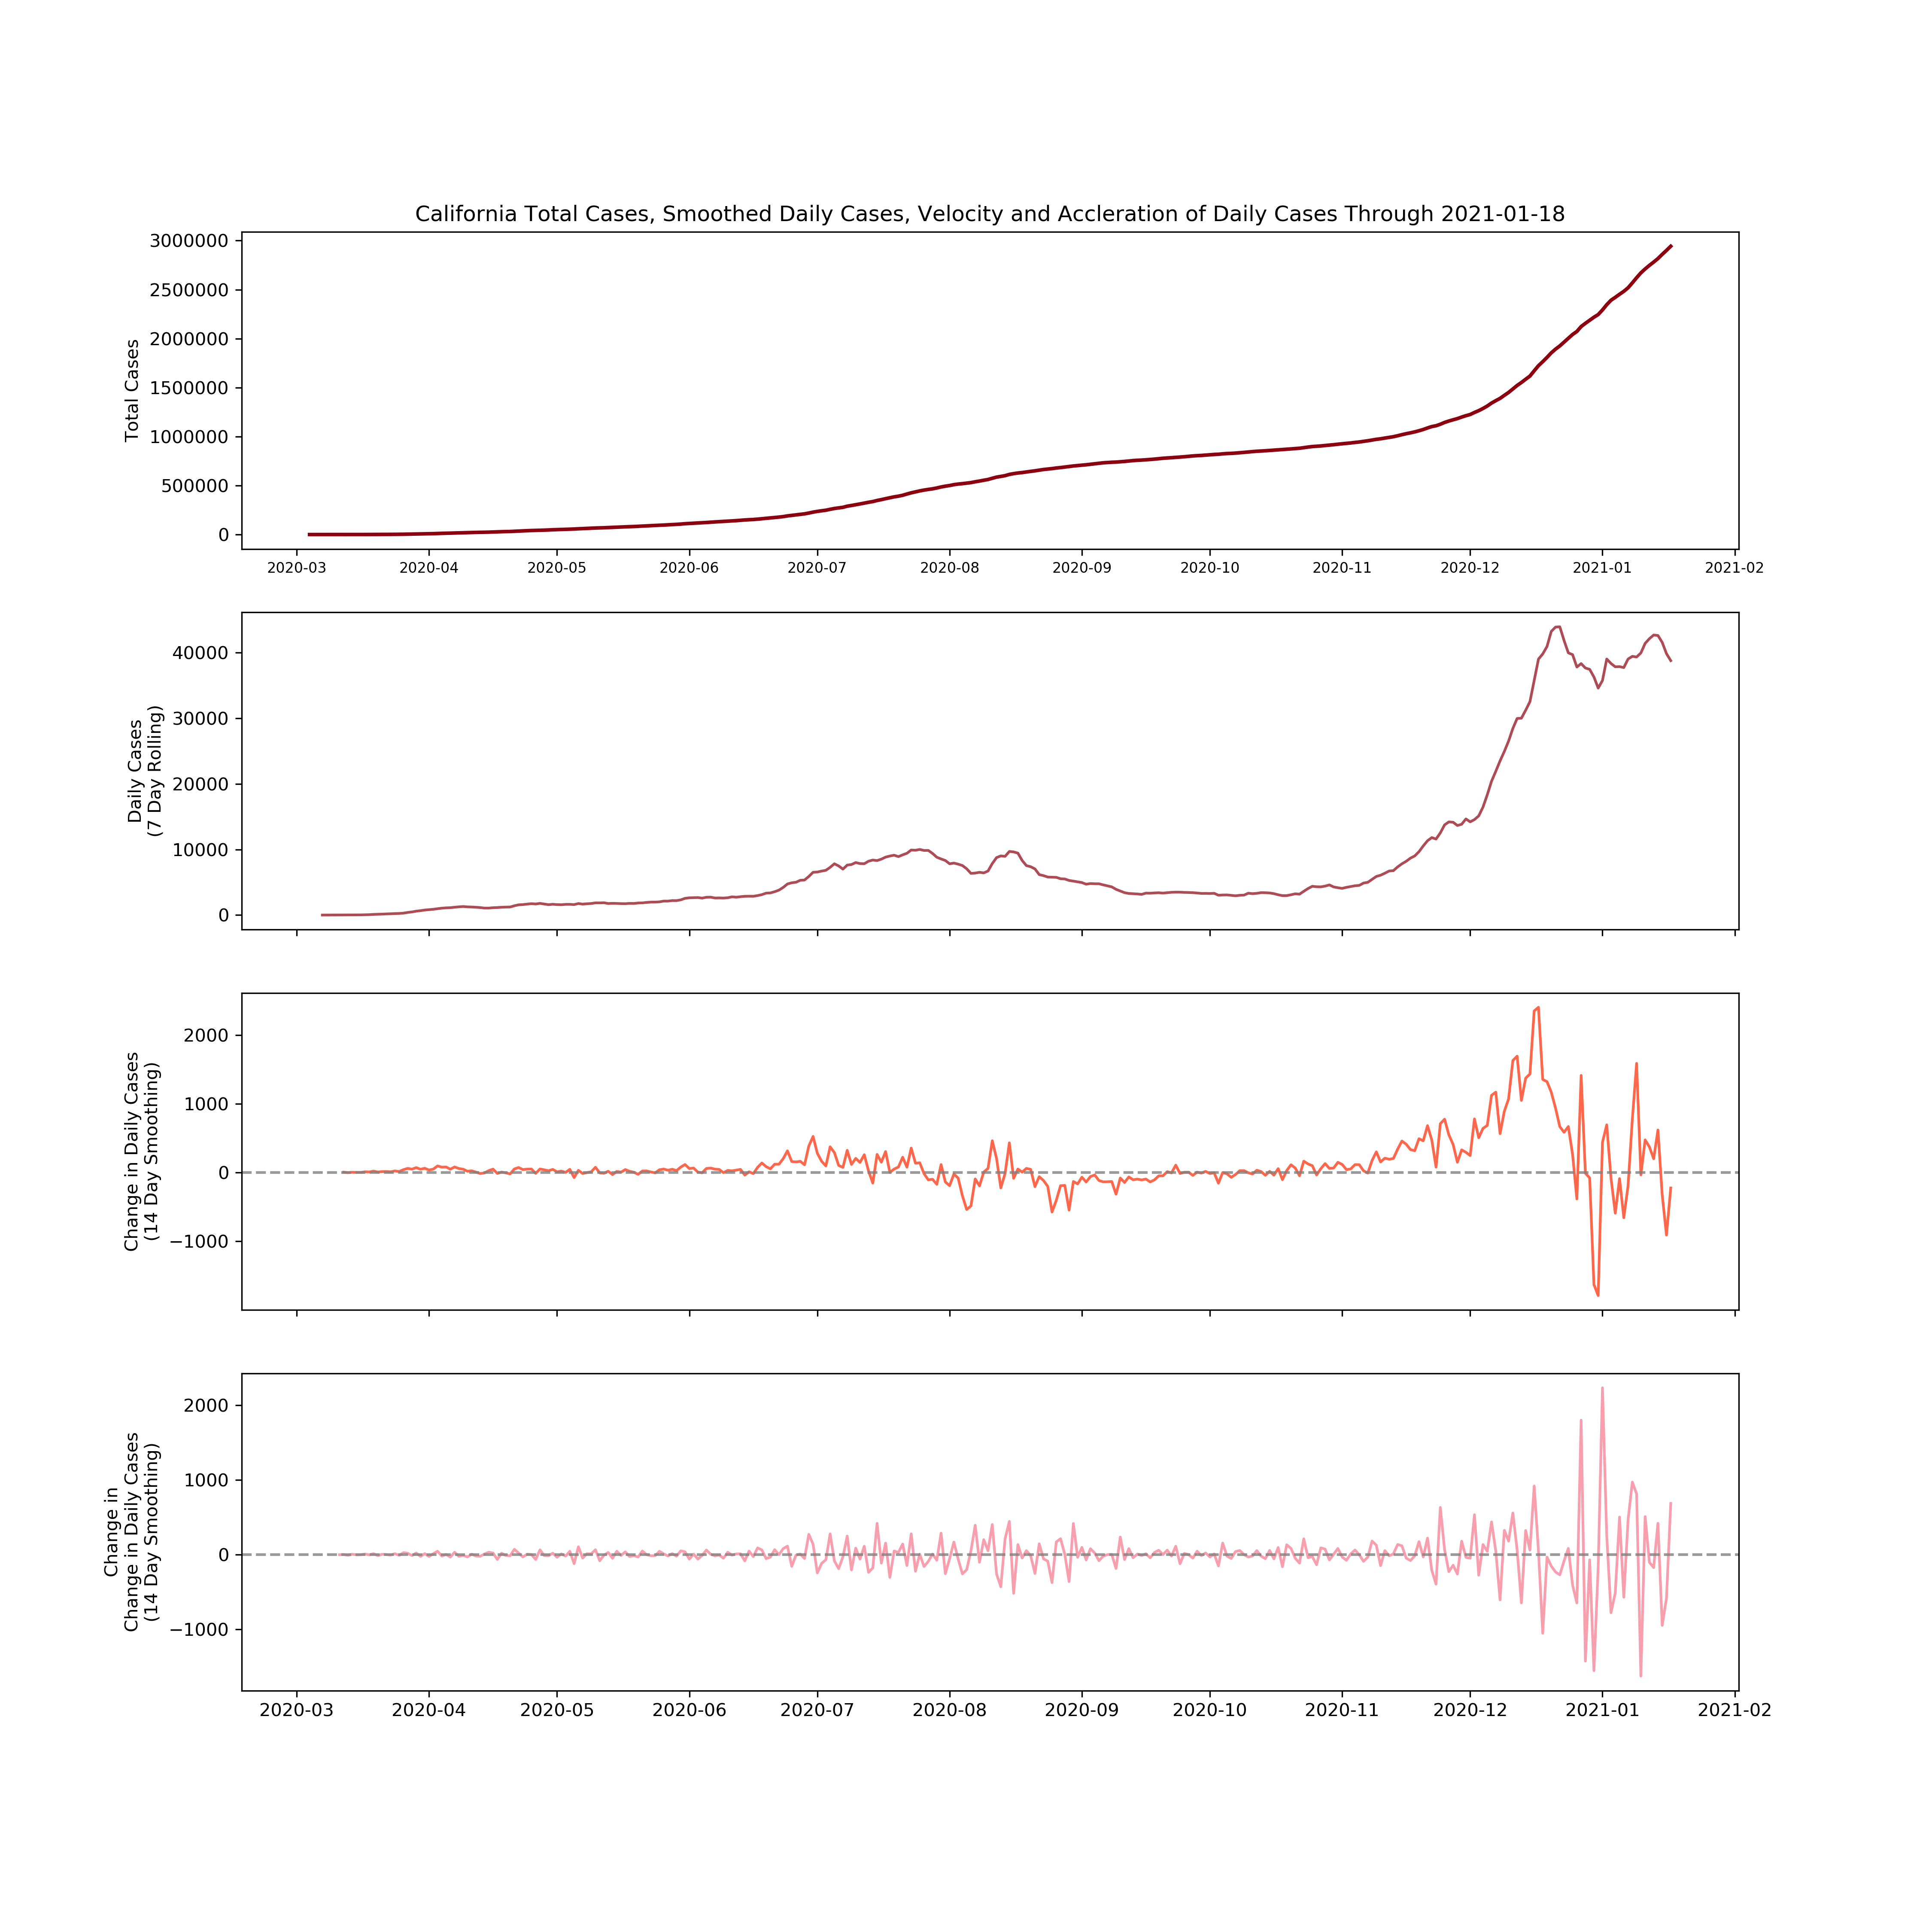 California Total Cases, Smoothed Daily Cases, Velocity and Accleration of Daily Cases Through 2021-01-18
Total Cases
3000000
2500000
2000000
1500000
1000000
500000
0
2020-03 2020-04 2020-05 2020-06 2020-07 2020-08 2020-09 2020-10 2020-11 2020-12 2021-01 2021-02
Daily Cases
(7 Day Rolling)
40000
30000
20000
10000
0
Change in Daily Cases
(14 Day Smoothing)
2000
1000
0
−1000
Change in
Change in Daily Cases
(14 Day Smoothing)
2000
1000
0
−1000
2020-03 2020-04 2020-05 2020-06 2020-07 2020-08 2020-09 2020-10 2020-11 2020-12 2021-01 2021-02